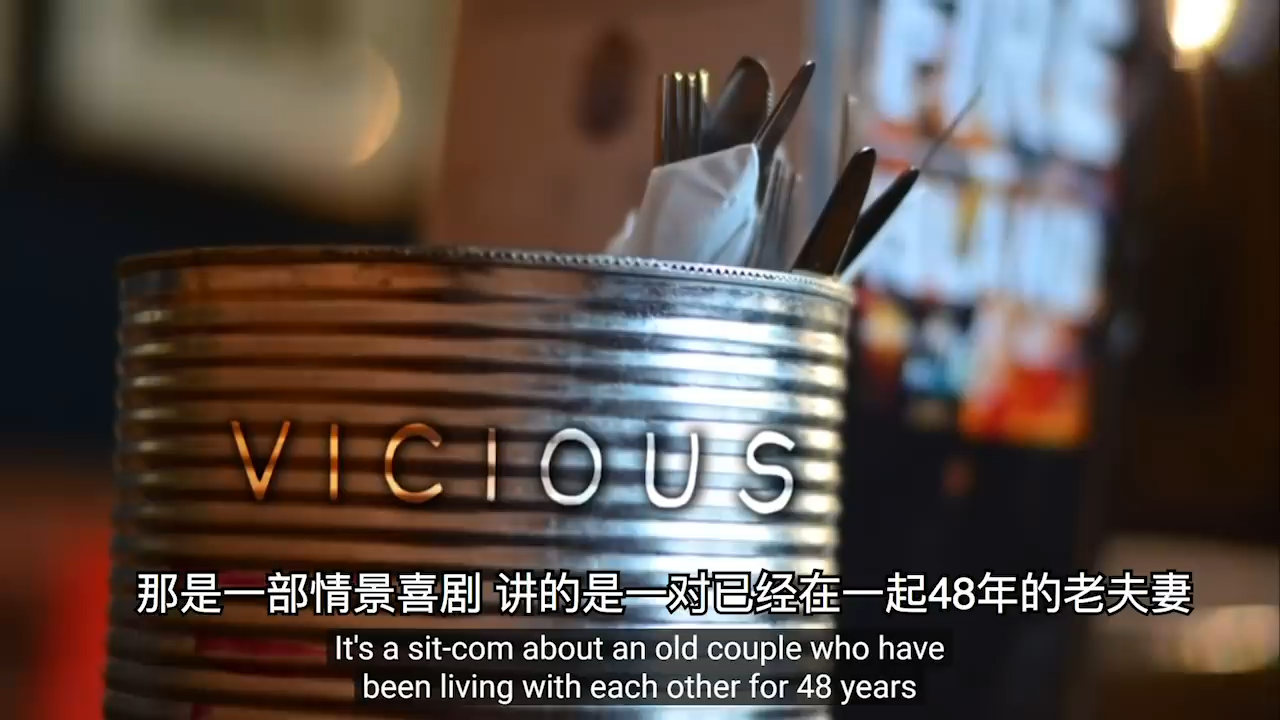 VICIOUS
那是一部情景喜剧 讲的是一对已经在一起48年的老夫妻
It's a sit-com about an old couple who have
been living with each other for 48 years